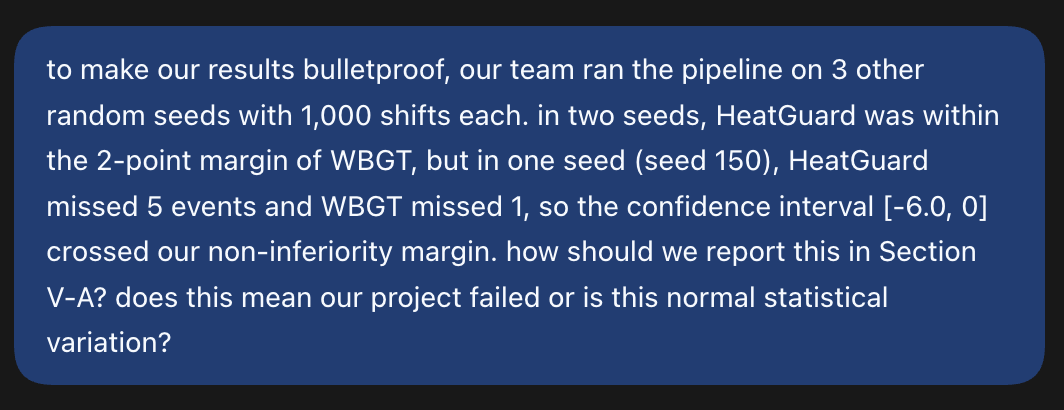 to make our results bulletproof, our team ran the pipeline on 3 other
random seeds with 1,000 shifts each. in two seeds, HeatGuard was within
the 2-point margin of WBGT, but in one seed (seed 150), HeatGuard
missed 5 events and WBGT missed 1, so the confidence interval [-6.0, 0]
crossed our non-inferiority margin. how should we report this in Section
V-A? does this mean our project failed or is this normal statistical
variation?